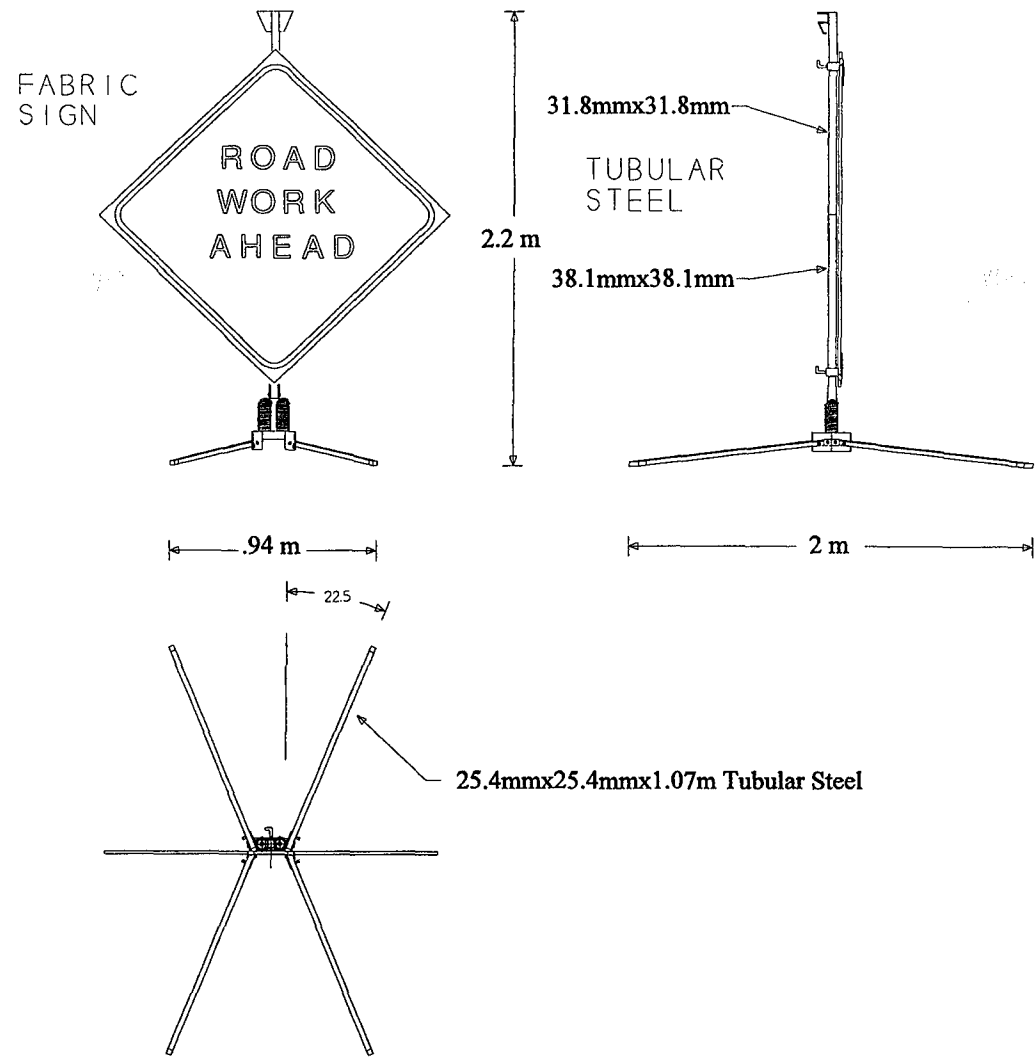 FABRIC
SIGN
ROAD
WORK
AHEAD
31.8mmx31.8mm
TUBULAR
STEEL
2.2 m
38.1mmx38.1mm
.94 m
2 m
22.5
25.4mmx25.4mmx1.07m Tubular Steel